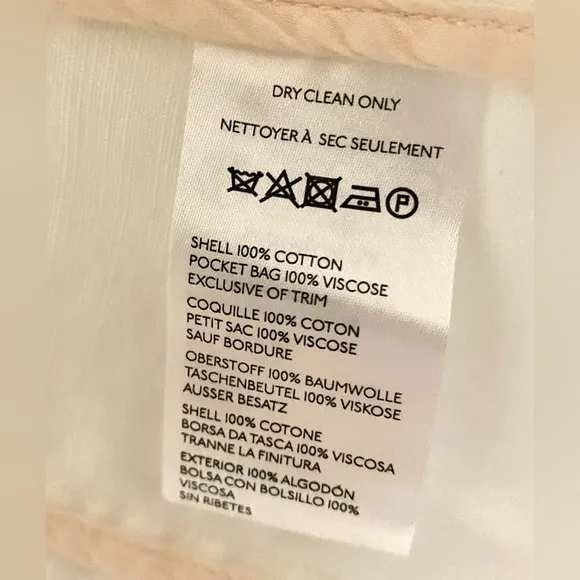 DRY CLEAN ONLY
NETTOYER À SEC SEULEMENT
P
SHELL 100% COTTON
POCKET BAG 100% VISCOSE
EXCLUSIVE OF TRIM
COQUILLE 100% COTON
PETIT SAC 100% VISCOSE
SAUF BORDURE
OBERSTOFF 100% BAUMWOLLE
TASCHENBEUTEL 100% VISKOSE
AUSSER BESATZ
SHELL 100% COTONE
BORSA DA TASCA 100% VISCOSA
TRANNE LA FINITURA
EXTERIOR 100% ALGODÓN
BOLSA CON BOLSILLO 100%
VISCOSA
SIN RIBETES